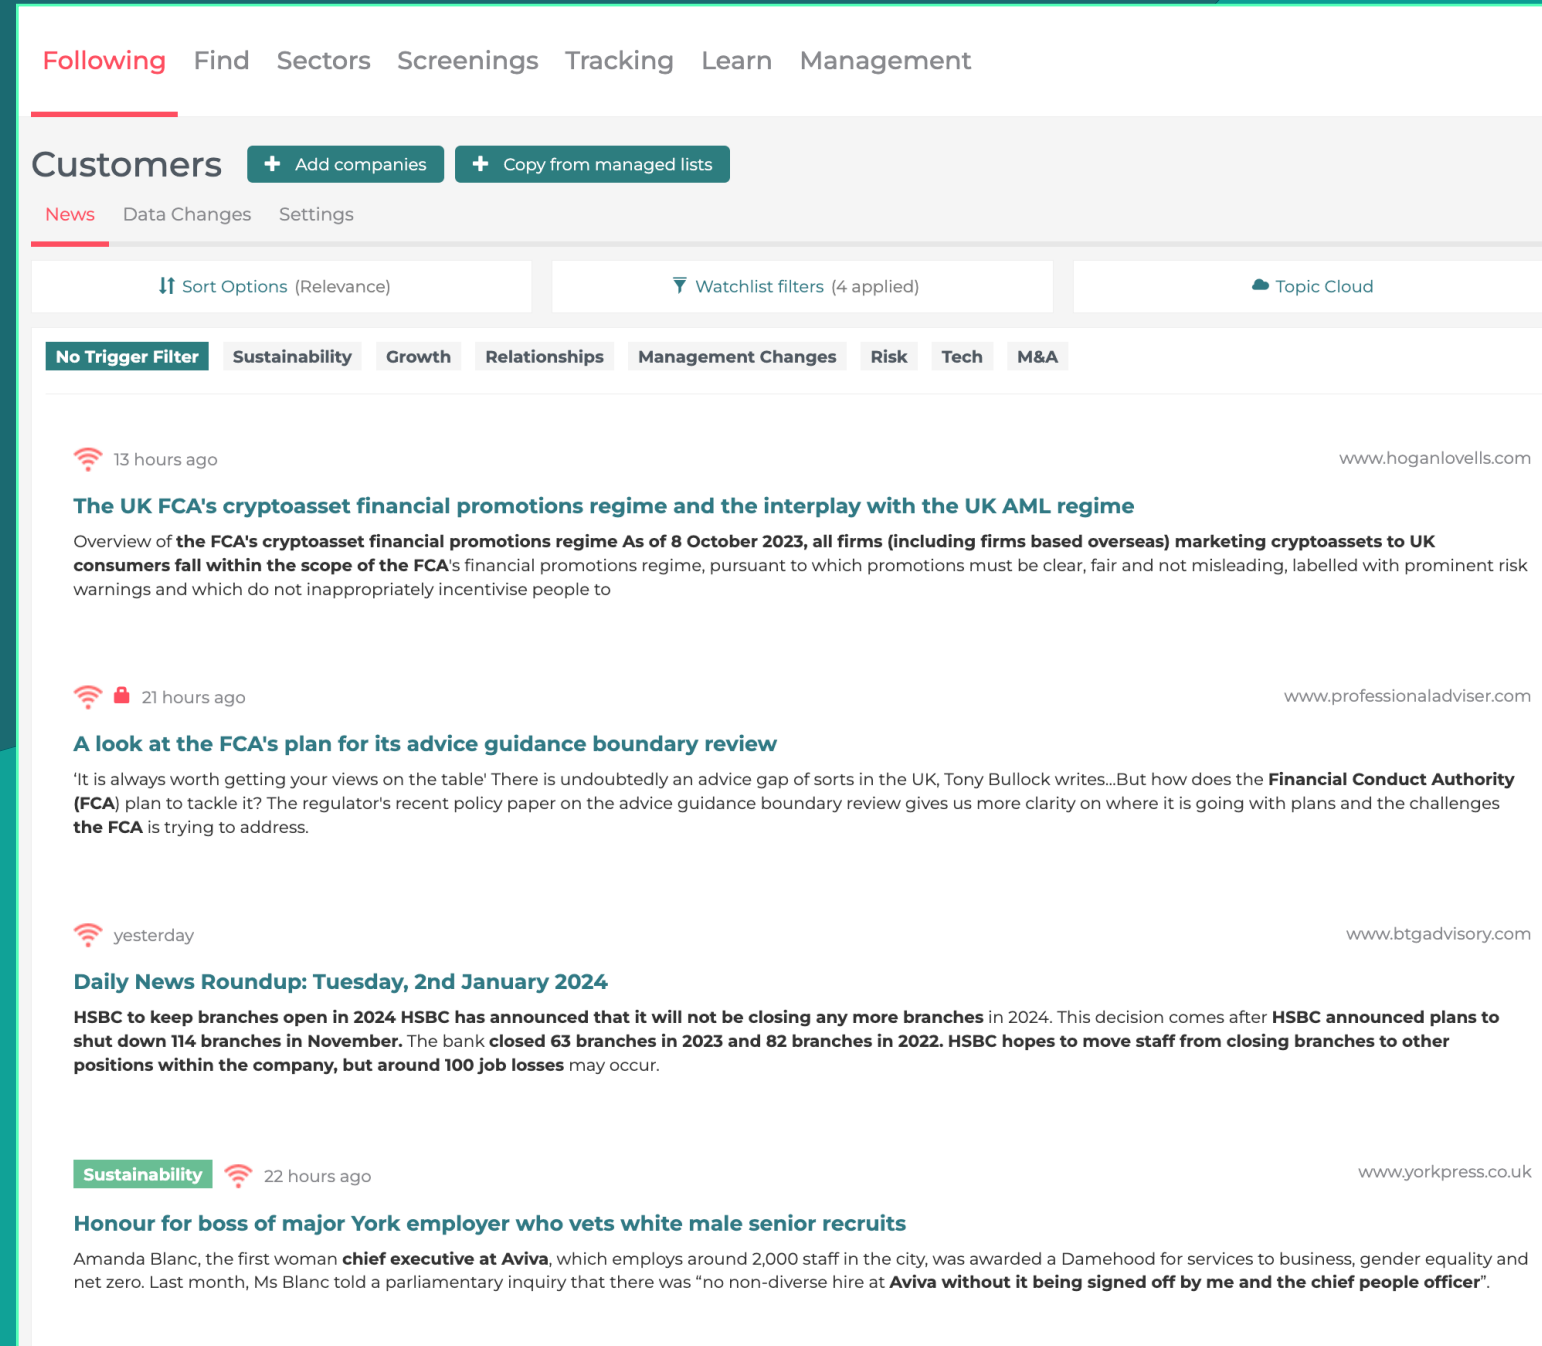 Following Find Sectors Screenings Tracking Learn Management
Customers + Add companies + Copy from managed lists
News Data Changes Settings
Sort Options (Relevance) Watchlist filters (4 applied) Topic Cloud
No Trigger Filter Sustainability Growth Relationships Management Changes Risk Tech M&A
13 hours ago www.hoganlovells.com
The UK FCA's cryptoasset financial promotions regime and the interplay with the UK AML regime
Overview of the FCA's cryptoasset financial promotions regime As of 8 October 2023, all firms (including firms based overseas) marketing cryptoassets to UK
consumers fall within the scope of the FCA's financial promotions regime, pursuant to which promotions must be clear, fair and not misleading, labelled with prominent risk
warnings and which do not inappropriately incentivise people to
21 hours ago www.professionaladviser.com
A look at the FCA's plan for its advice guidance boundary review
‘It is always worth getting your views on the table' There is undoubtedly an advice gap of sorts in the UK, Tony Bullock writes...But how does the Financial Conduct Authority
(FCA) plan to tackle it? The regulator's recent policy paper on the advice guidance boundary review gives us more clarity on where it is going with plans and the challenges
the FCA is trying to address.
yesterday www.btgadvisory.com
Daily News Roundup: Tuesday, 2nd January 2024
HSBC to keep branches open in 2024 HSBC has announced that it will not be closing any more branches in 2024. This decision comes after HSBC announced plans to
shut down 114 branches in November. The bank closed 63 branches in 2023 and 82 branches in 2022. HSBC hopes to move staff from closing branches to other
positions within the company, but around 100 job losses may occur.
Sustainability 22 hours ago www.yorkpress.co.uk
Honour for boss of major York employer who vets white male senior recruits
Amanda Blanc, the first woman chief executive at Aviva, which employs around 2,000 staff in the city, was awarded a Damehood for services to business, gender equality and
net zero. Last month, Ms Blanc told a parliamentary inquiry that there was “no non-diverse hire at Aviva without it being signed off by me and the chief people officer”.